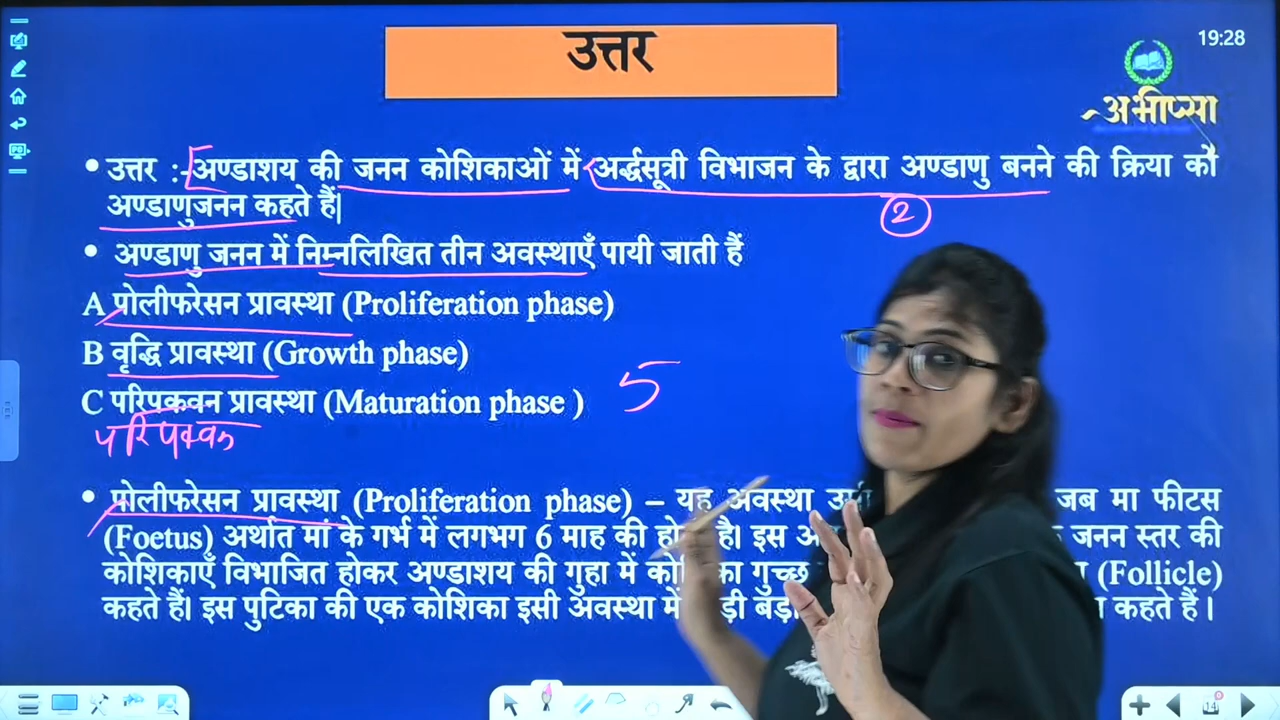 उत्तर
19:28
अभीप्सा
• उत्तर :- अण्डाशय की जनन कोशिकाओं में अर्द्धसूत्री विभाजन के द्वारा अण्डाणु बनने की क्रिया को
अण्डाणुजनन कहते हैं|
2
• अण्डाणु जनन में निम्नलिखित तीन अवस्थाएँ पायी जाती हैं
A पोलीफरेसन प्रावस्था (Proliferation phase)
B वृद्धि प्रावस्था (Growth phase)
5
C परिपकवन प्रावस्था (Maturation phase )
परिपक्वन
• पोलीफरेसन प्रावस्था (Proliferation phase) – यह अवस्था जब मा फीटस
(Foetus) अर्थात मां के गर्भ में लगभग 6 माह की है। इस जनन स्तर की
कोशिकाएँ विभाजित होकर अण्डाशय की गुहा में गुच्छ (Follicle)
कहते हैं। इस पुटिका की एक कोशिका इसी अवस्था में कहते हैं ।
14